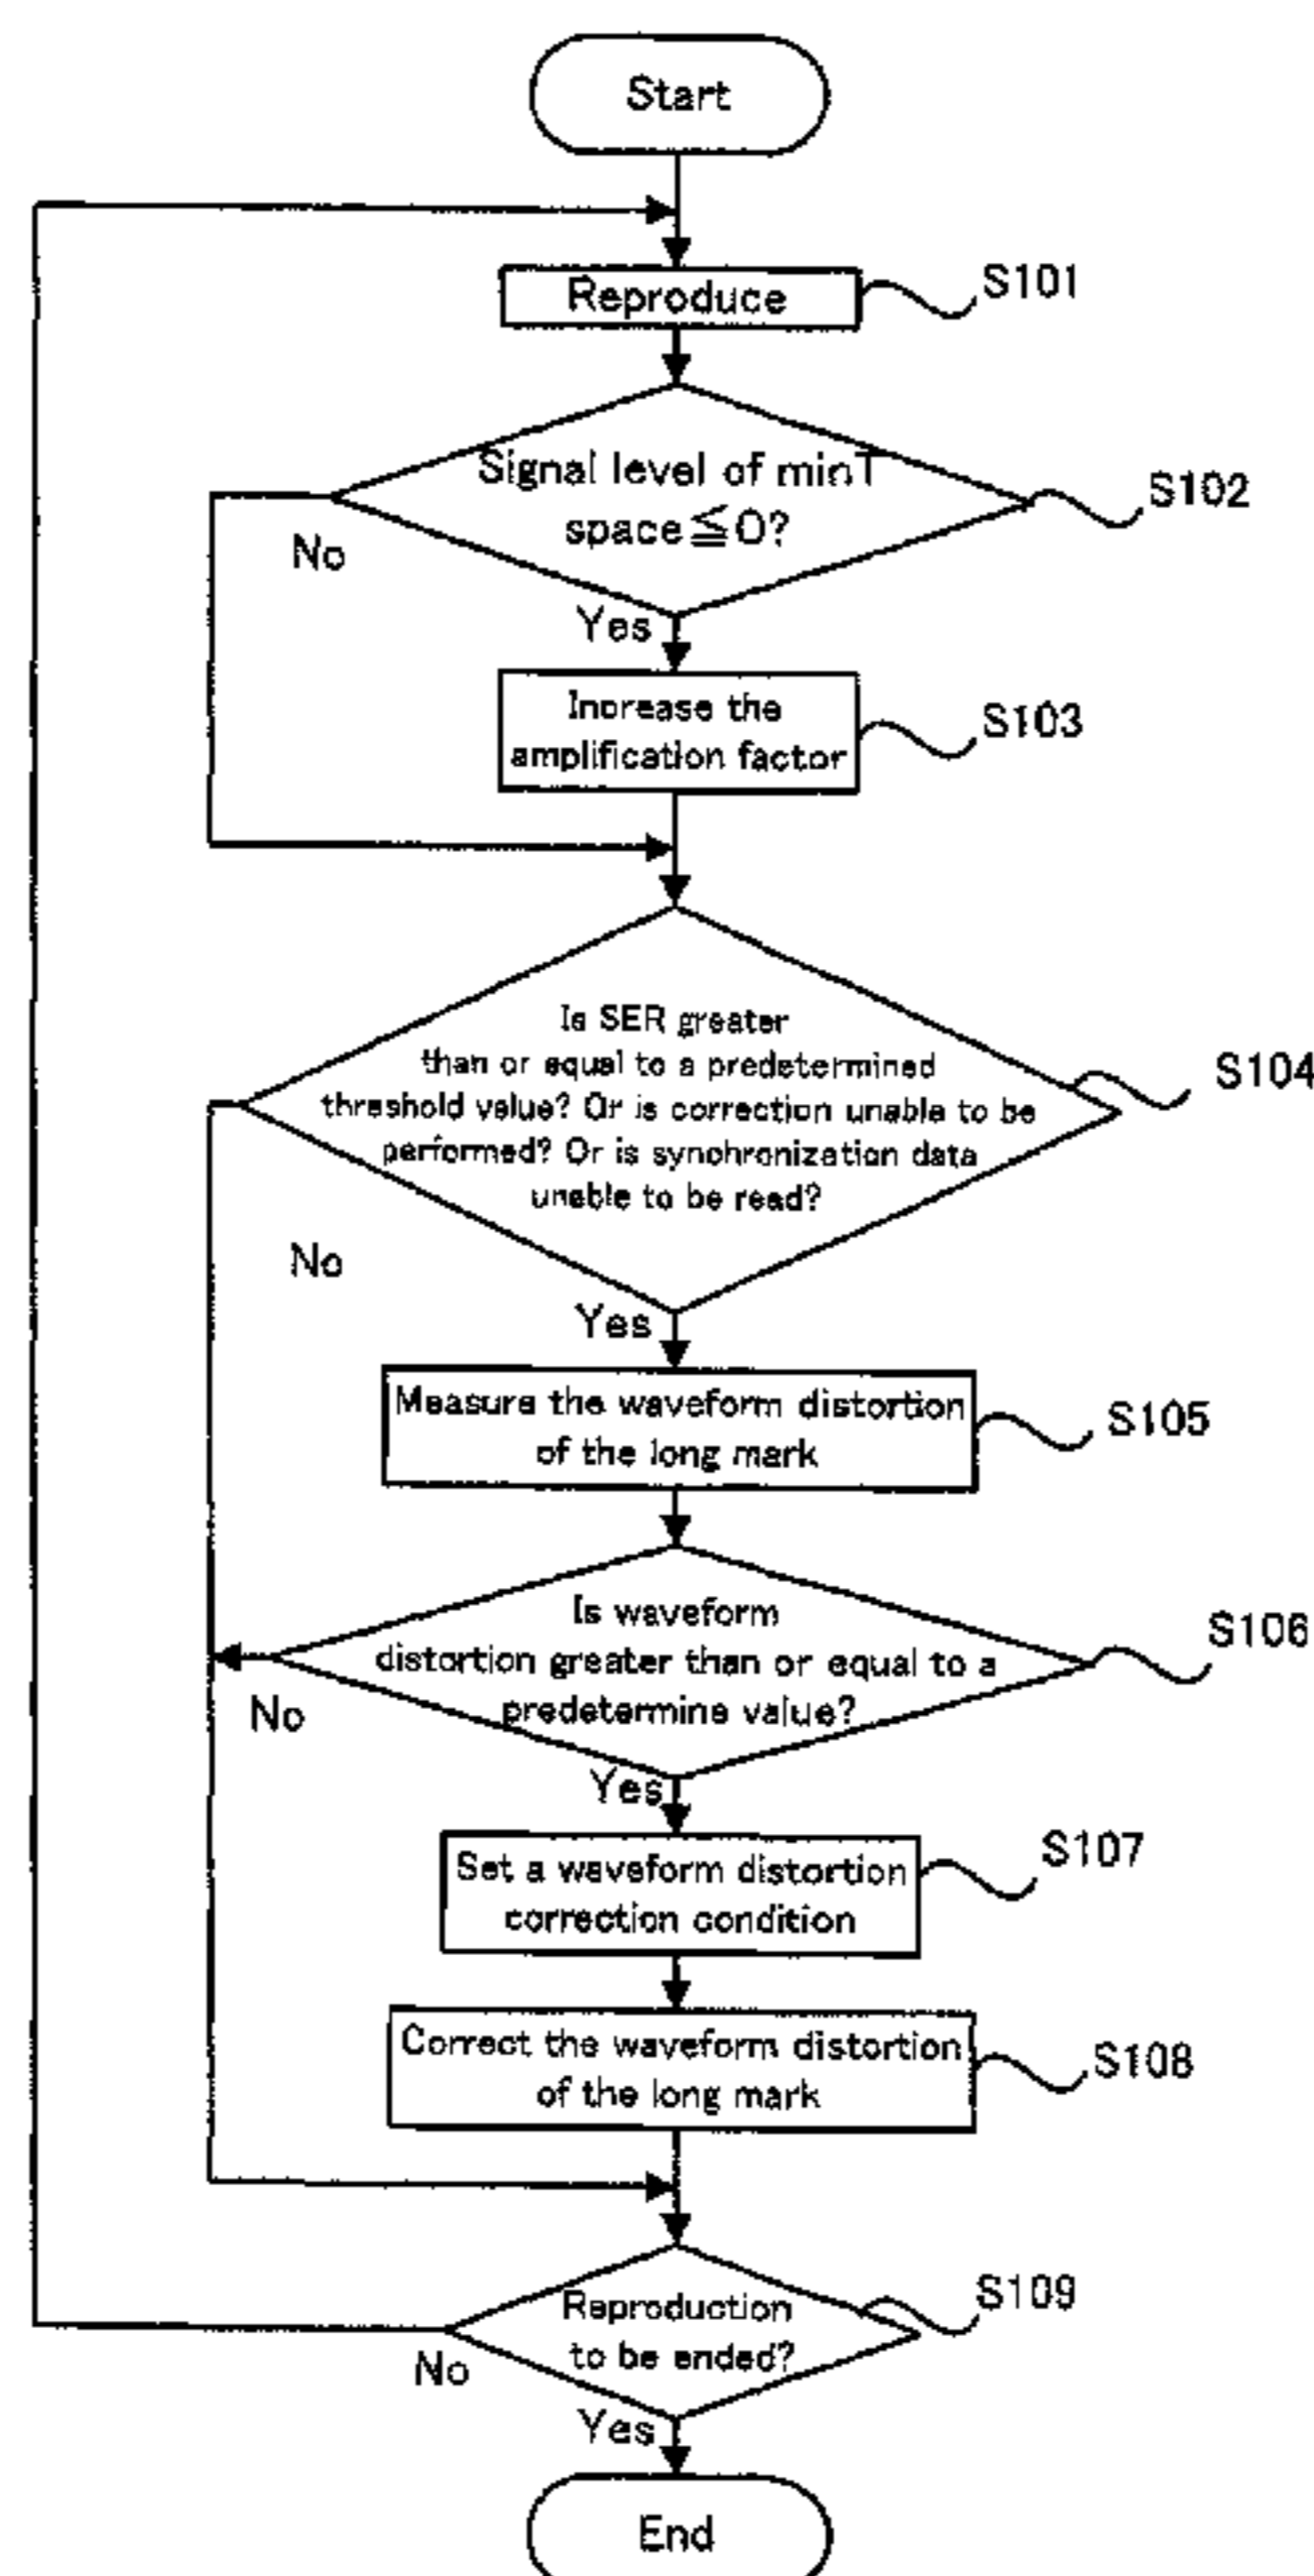 Start
Reproduce
S101
Signal level of minT
space≦0?
S102
No
Yes
Increase the
amplification factor
S103
Is SER greater
than or equal to a predetermined
threshold value? Or is correction unable to be
performed? Or is synchronization data
unable to be read?
S104
No
Yes
Measure the waveform distortion
of the long mark
S105
Is waveform
distortion greater than or equal to a
predetermine value?
S106
No
Yes
Set a waveform distortion
correction condition
S107
Correct the waveform distortion
of the long mark
S108
Reproduction
to be ended?
S109
No
Yes
End